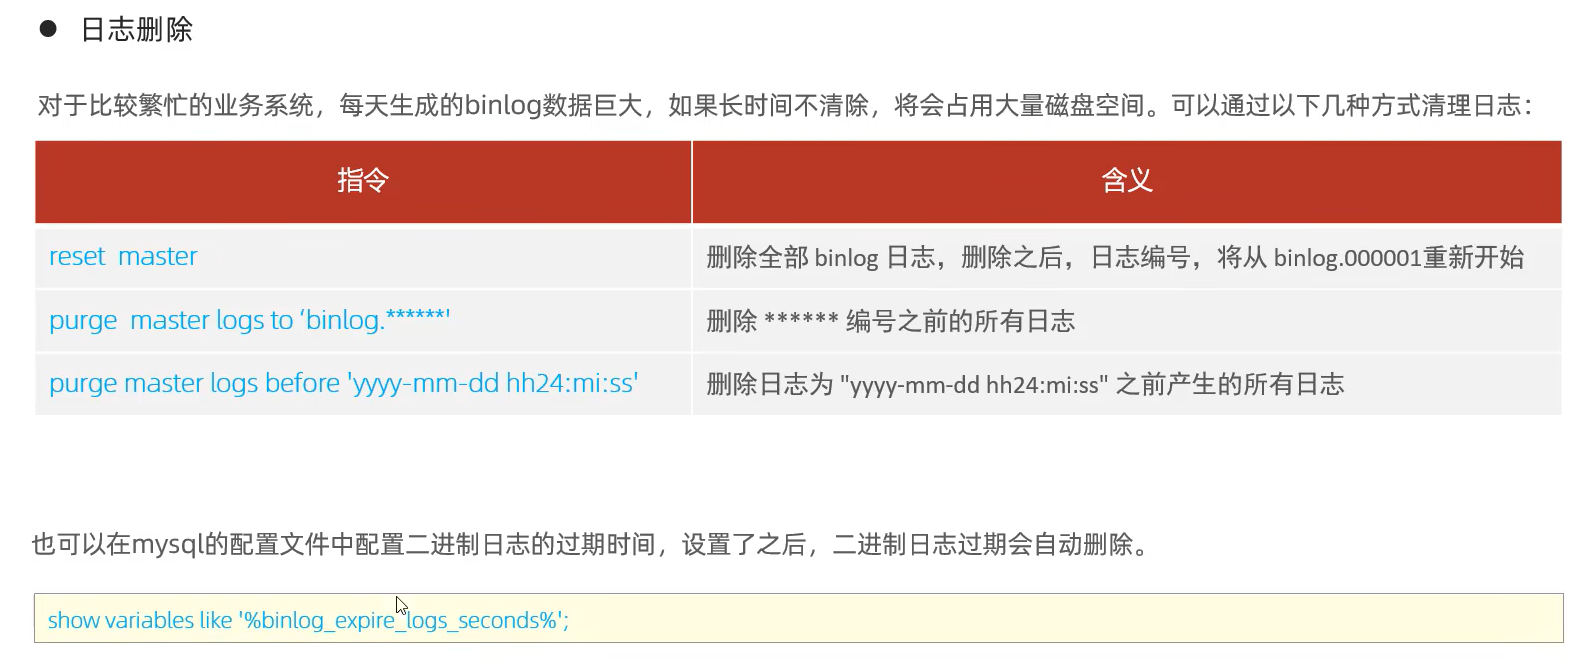 ● 日志删除
对于比较繁忙的业务系统，每天生成的binlog数据巨大，如果长时间不清除，将会占用大量磁盘空间。可以通过以下几种方式清理日志：
指令 含义
reset master 删除全部 binlog 日志，删除之后，日志编号，将从 binlog.000001重新开始
purge master logs to ‘binlog.******' 删除 ****** 编号之前的所有日志
purge master logs before 'yyyy-mm-dd hh24:mi:ss' 删除日志为 "yyyy-mm-dd hh24:mi:ss" 之前产生的所有日志
也可以在mysql的配置文件中配置二进制日志的过期时间，设置了之后，二进制日志过期会自动删除。
show variables like '%binlog_expire_logs_seconds%';